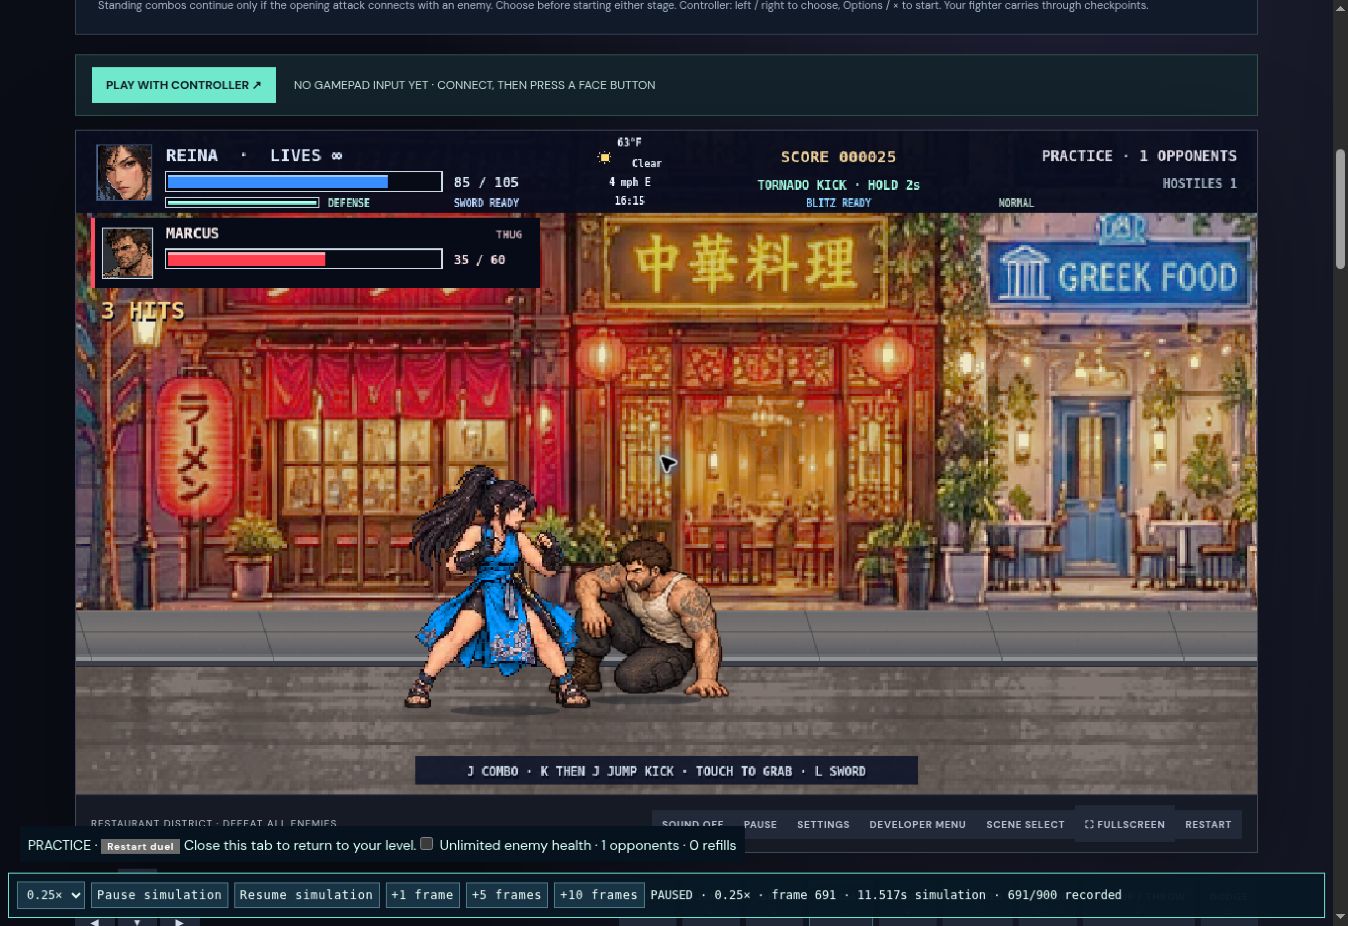 Standing combos continue only if the opening attack connects with an enemy. Choose before starting either stage. Controller: left / right to choose, Options / × to start. Your fighter carries through checkpoints.
PLAY WITH CONTROLLER ↗
NO GAMEPAD INPUT YET · CONNECT, THEN PRESS A FACE BUTTON
REINA · LIVES ∞
85 / 105
DEFENSE
SWORD READY
63°F
Clear
4 mph E
16:15
SCORE 000025
TORNADO KICK · HOLD 2s
BLITZ READY
PRACTICE · 1 OPPONENTS
HOSTILES 1
NORMAL
MARCUS
THUG
35 / 60
3 HITS
中華料理
GREEK FOOD
ラーメン
J COMBO · K THEN J JUMP KICK · TOUCH TO GRAB · L SWORD
RESTAURANT DISTRICT · DEFEAT ALL ENEMIES
SOUND OFF
PAUSE
SETTINGS
DEVELOPER MENU
SCENE SELECT
⛶ FULLSCREEN
RESTART
PRACTICE · Restart duel Close this tab to return to your level. Unlimited enemy health · 1 opponents · 0 refills
0.25×
Pause simulation
Resume simulation
+1 frame
+5 frames
+10 frames
PAUSED · 0.25× · frame 691 · 11.517s simulation · 691/900 recorded